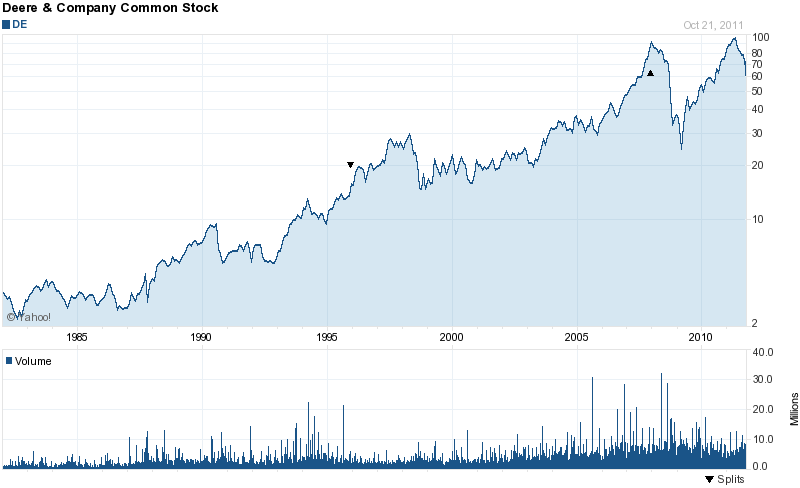 Deere & Company Common Stock
DE
Oct 21, 2011
100
80
70
60
50
40
30
20
10
2
© Yahoo!
1985 1990 1995 2000 2005 2010
Volume
40.0
30.0
20.0
10.0
0.0
Millions
Splits